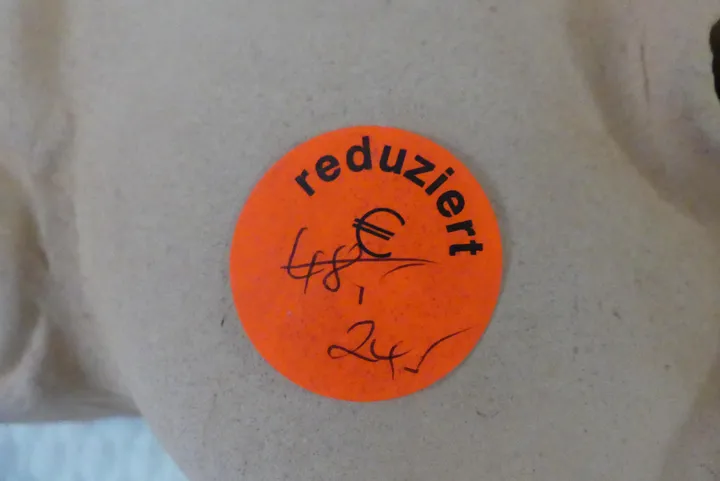 reduziert
€
48,-
24,-